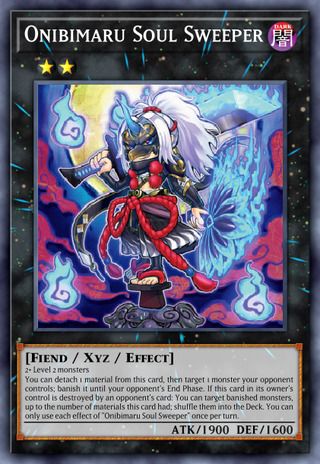 Onibimaru Soul Sweeper
DARK
闇
[Fiend / Xyz / Effect]
2+ Level 2 monsters
You can detach 1 material from this card, then target 1 monster your opponent
controls; banish it until your opponent's End Phase. If this card in its owner's
control is destroyed by an opponent's card: You can target banished monsters,
up to the number of materials this card had; shuffle them into the Deck. You can
only use each effect of "Onibimaru Soul Sweeper" once per turn.
ATK/1900 DEF/1600